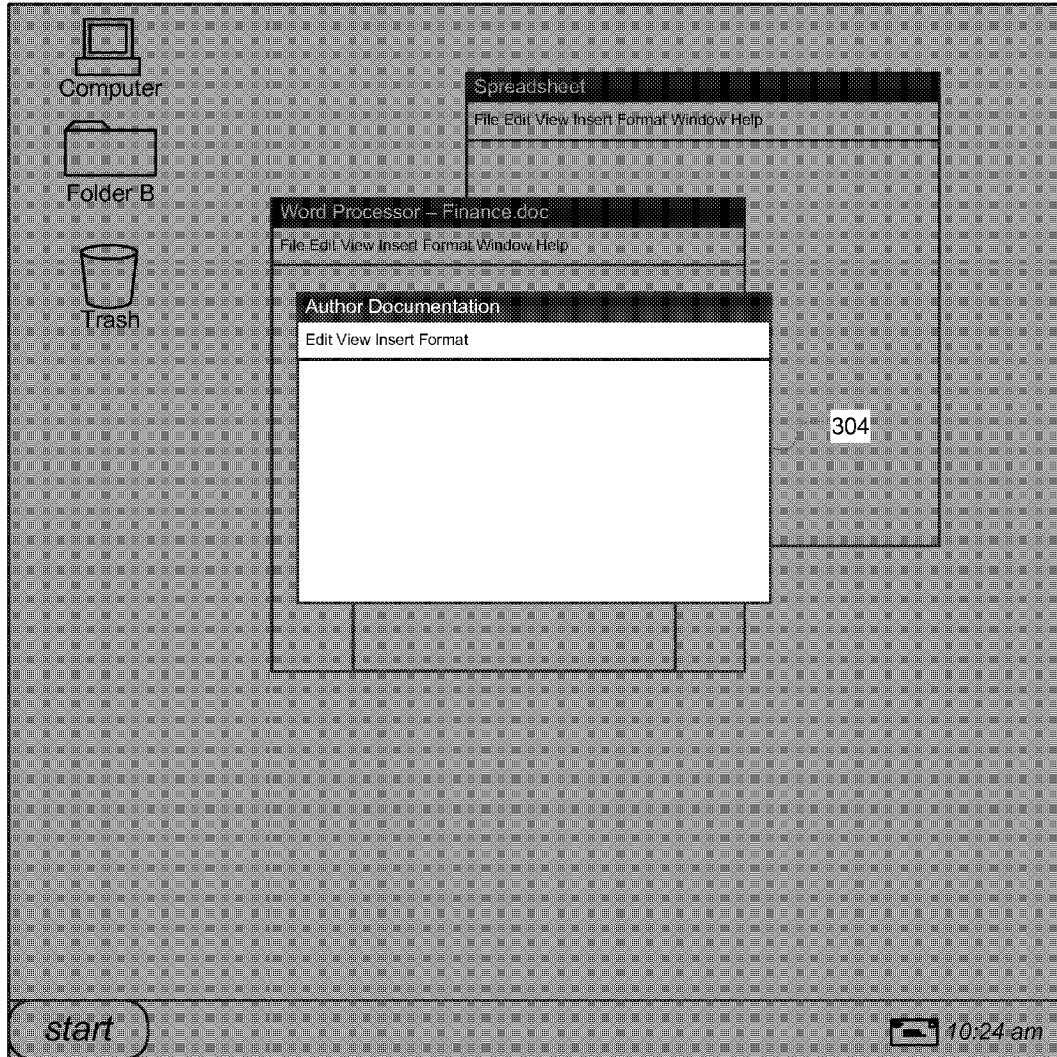 Computer
Folder B
Trash
Spreadsheet
File Edit View Insert Format Window Help
Word Processor – Finance.doc
File Edit View Insert Format Window Help
Author Documentation
Edit View Insert Format
304
start
10:24 am